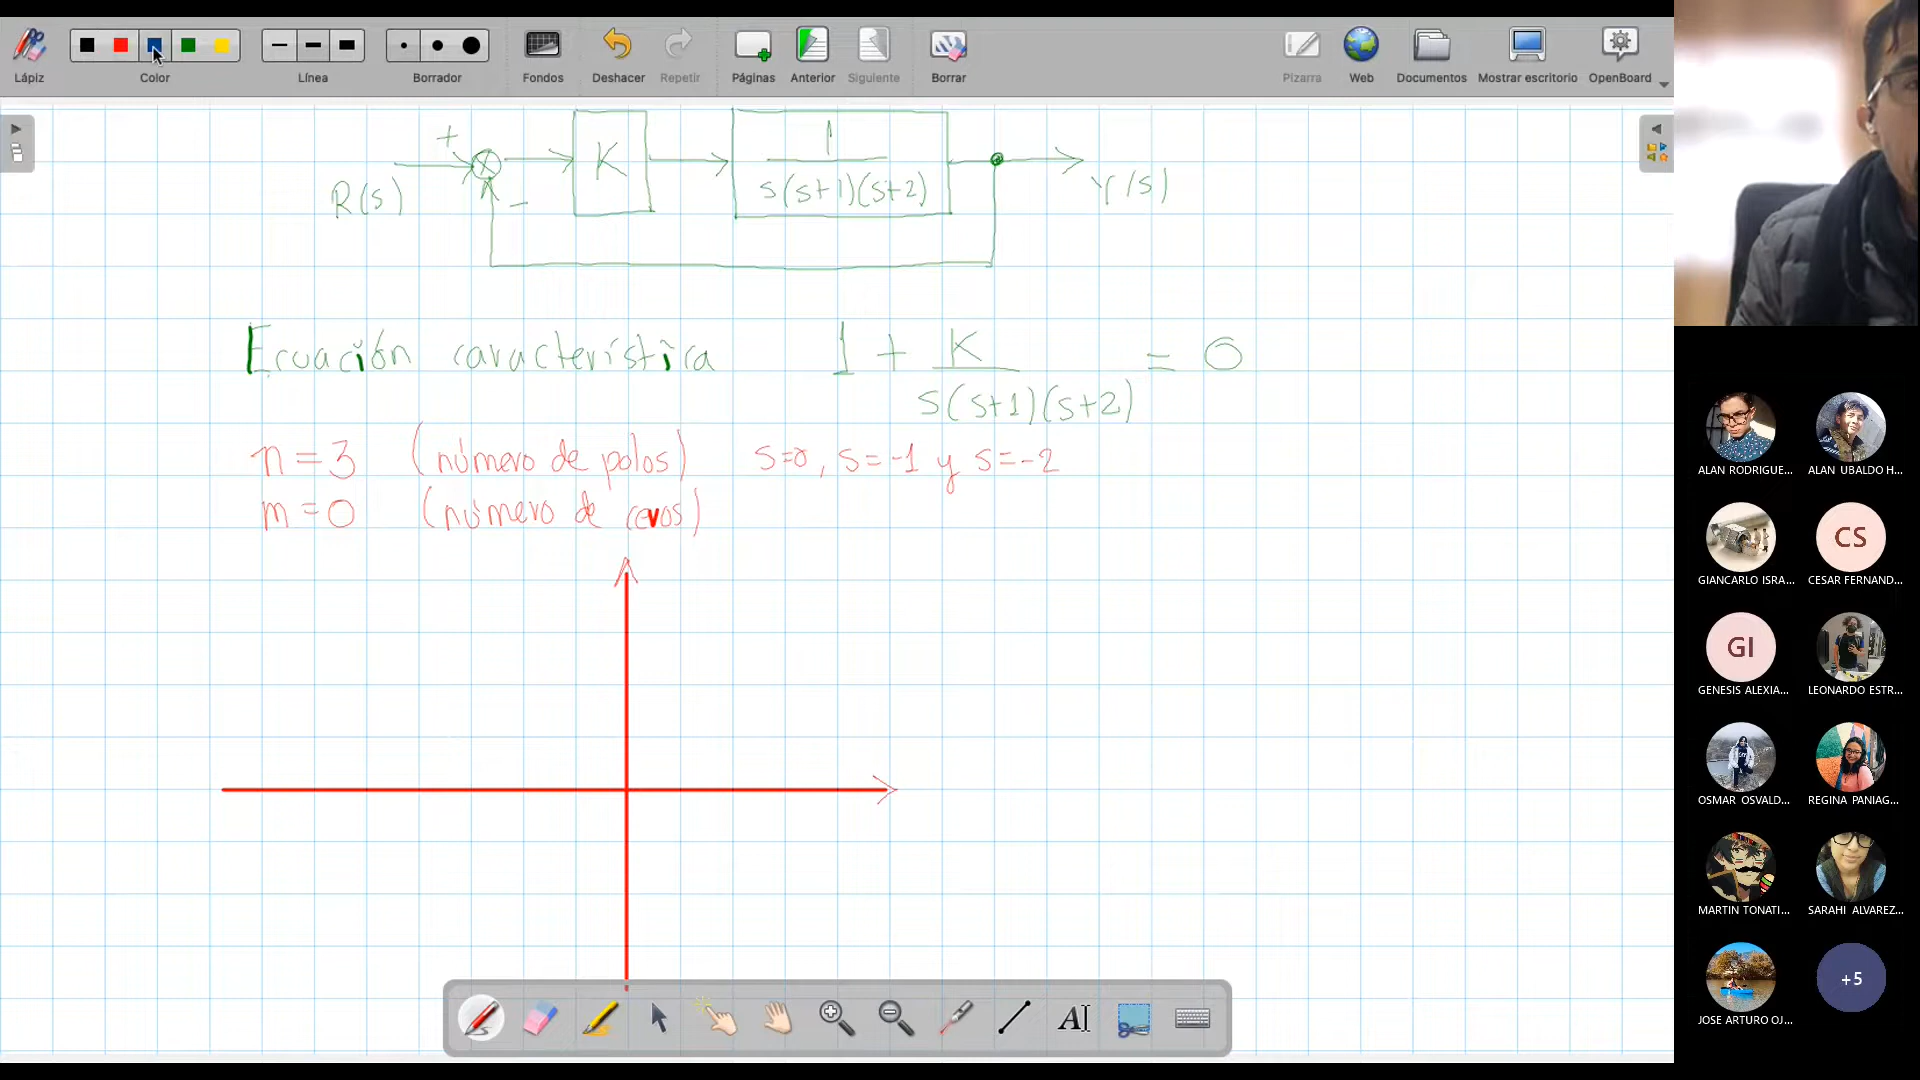 Lápiz Color Línea Borrador Fondos Deshacer Repetir Páginas Anterior Siguiente Borrar Pizarra Web Documentos Mostrar escritorio OpenBoard
+
R(s)
-
K
1
s(s+1)(s+2)
Y(s)
Ecuación característica 1 + K = 0
s(s+1)(s+2)
n = 3 (número de polos) s=0, s=-1 y s=-2
m = 0 (número de ceros)
ALAN RODRIGUE... ALAN UBALDO H...
CS
GIANCARLO ISRA... CESAR FERNAND...
GI
GENESIS ALEXIA... LEONARDO ESTR...
OSMAR OSVALD... REGINA PANIAG...
MARTIN TONATI... SARAHI ALVAREZ...
+5
JOSE ARTURO OJ...
AI